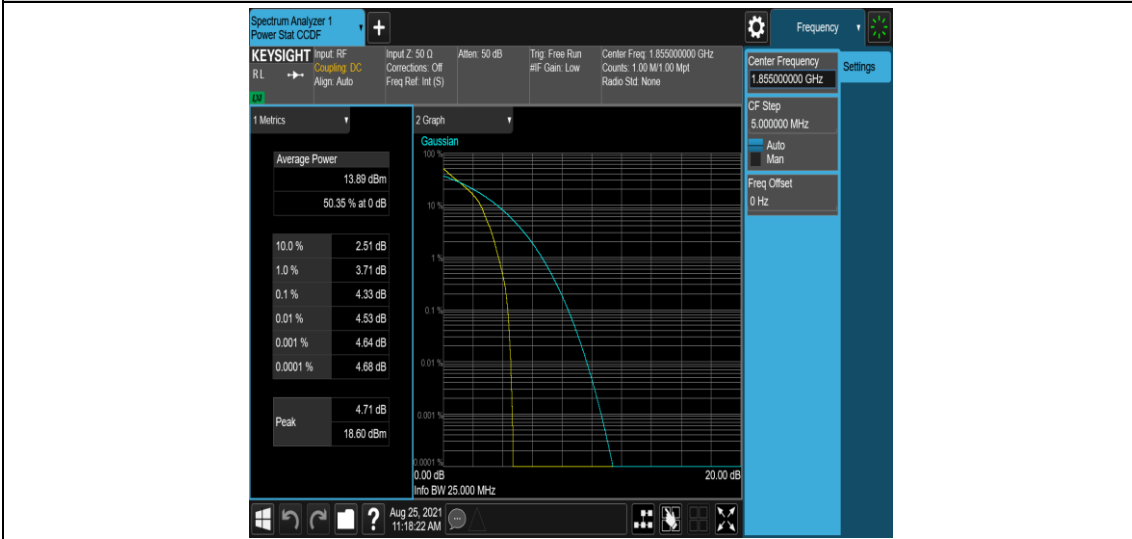 Spectrum Analyzer 1
Power Stat CCDF
+
Frequency
KEYSIGHT
RL
LM
Input: RF
Coupling: DC
Align: Auto
Input Z: 50 Ω
Corrections: Off
Freq Ref: Int (S)
Atten: 50 dB
Trig: Free Run
#IF Gain: Low
Center Freq: 1.855000000 GHz
Counts: 1.00 M/1.00 Mpt
Radio Std: None
Center Frequency
1.855000000 GHz
Settings
CF Step
5.000000 MHz
Auto
Man
Freq Offset
0 Hz
1 Metrics
Average Power
13.89 dBm
50.35 % at 0 dB
10.0 % 2.51 dB
1.0 % 3.71 dB
0.1 % 4.33 dB
0.01 % 4.53 dB
0.001 % 4.64 dB
0.0001 % 4.68 dB
Peak
4.71 dB
18.60 dBm
2 Graph
Gaussian
100 %
10 %
1 %
0.1 %
0.01 %
0.001 %
0.0001 %
0.00 dB
20.00 dB
Info BW 25.000 MHz
?
Aug 25, 2021
11:18:22 AM